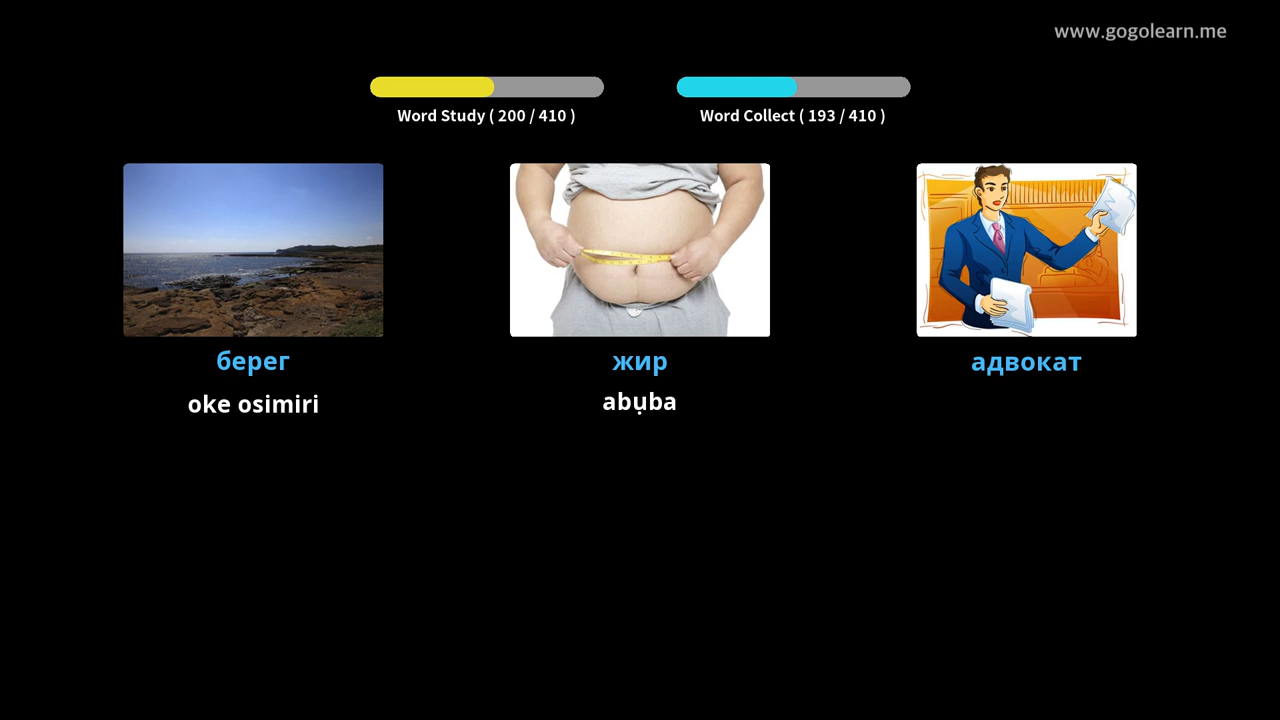 www.gogolearn.me
Word Study ( 200 / 410 )
Word Collect ( 193 / 410 )
берег
жир
адвокат
oke osimiri
abụba